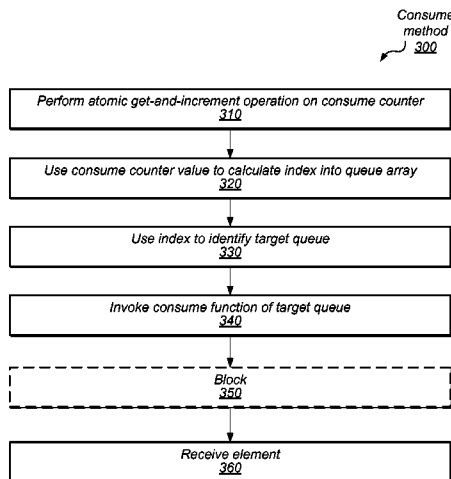 Consume
method
300
Perform atomic get-and-increment operation on consume counter
310
Use consume counter value to calculate index into queue array
320
Use index to identify target queue
330
Invoke consume function of target queue
340
Block
350
Receive element
360